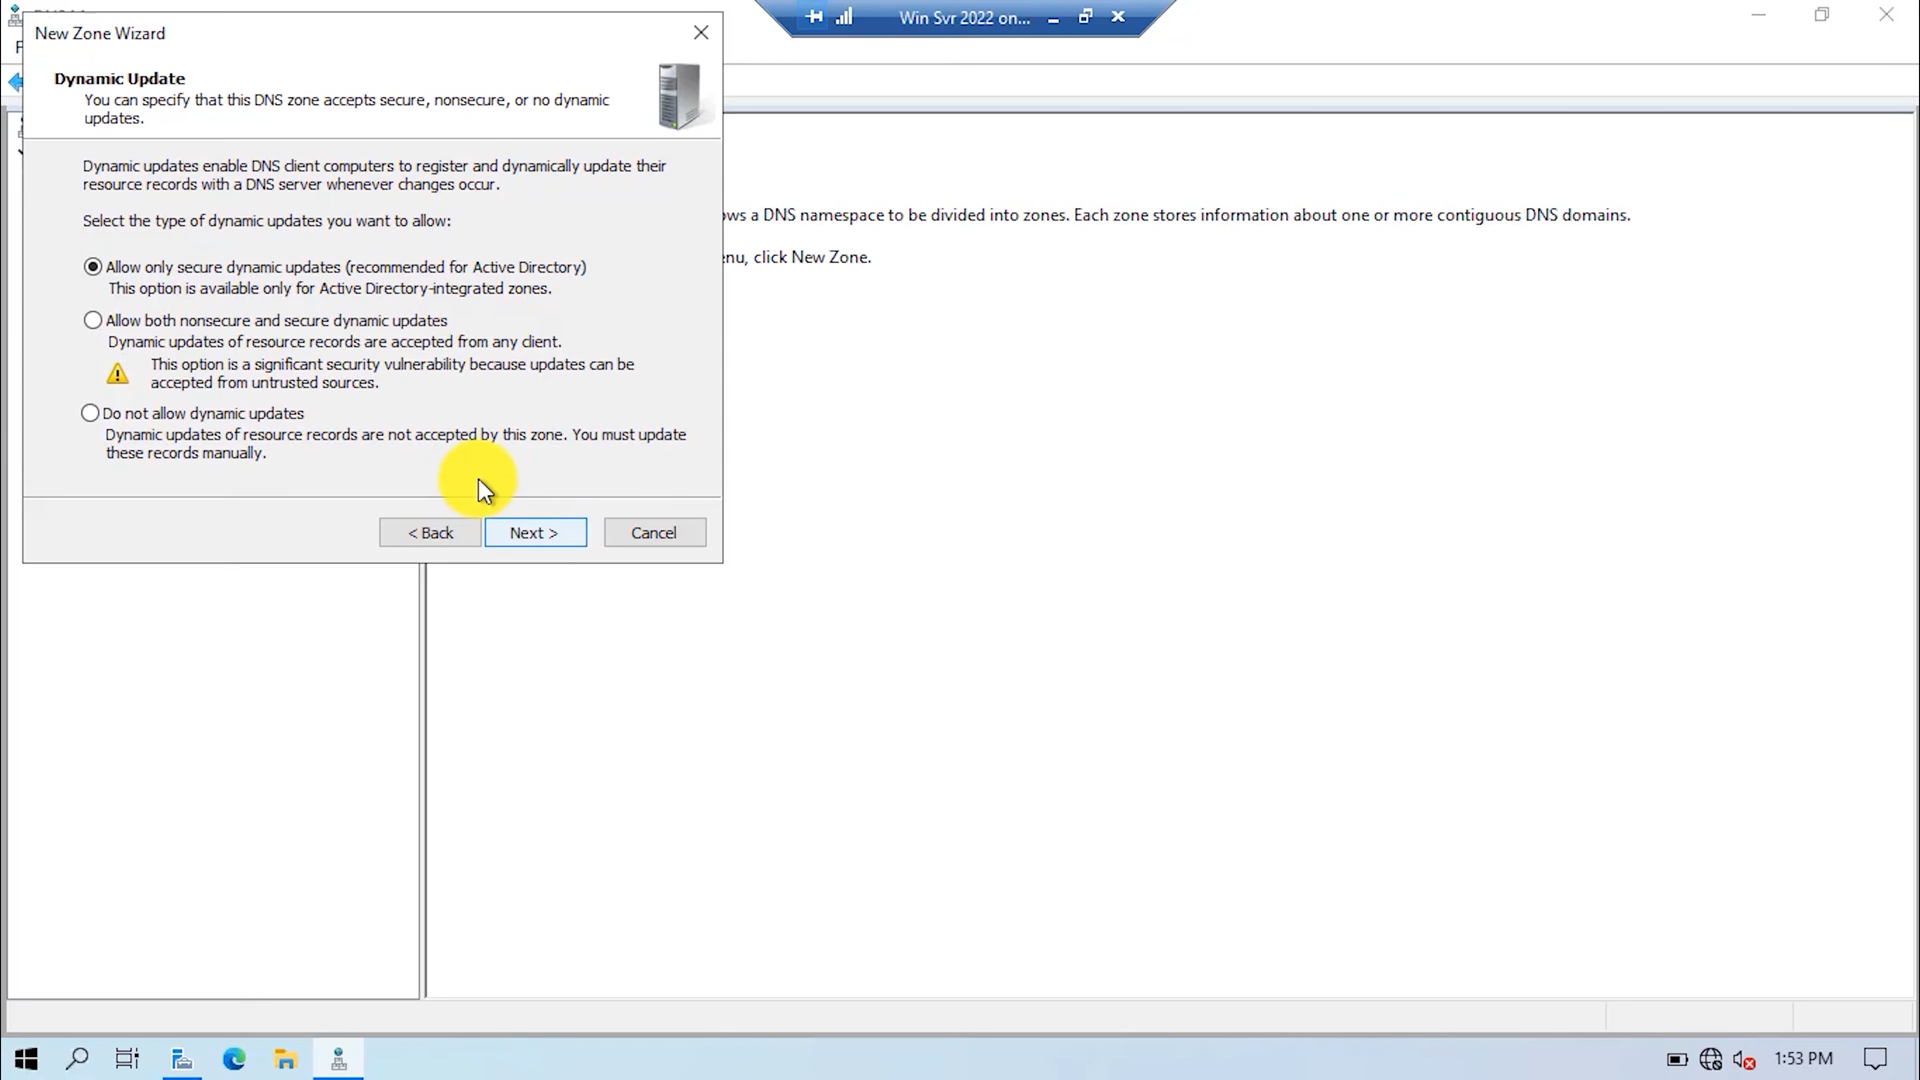 Win Svr 2022 on...
New Zone Wizard
Dynamic Update
You can specify that this DNS zone accepts secure, nonsecure, or no dynamic
updates.
Dynamic updates enable DNS client computers to register and dynamically update their
resource records with a DNS server whenever changes occur.
Select the type of dynamic updates you want to allow:
Allow only secure dynamic updates (recommended for Active Directory)
This option is available only for Active Directory-integrated zones.
Allow both nonsecure and secure dynamic updates
Dynamic updates of resource records are accepted from any client.
This option is a significant security vulnerability because updates can be
accepted from untrusted sources.
Do not allow dynamic updates
Dynamic updates of resource records are not accepted by this zone. You must update
these records manually.
< Back
Next >
Cancel
a DNS namespace to be divided into zones. Each zone stores information about one or more contiguous DNS domains.
click New Zone.
1:53 PM